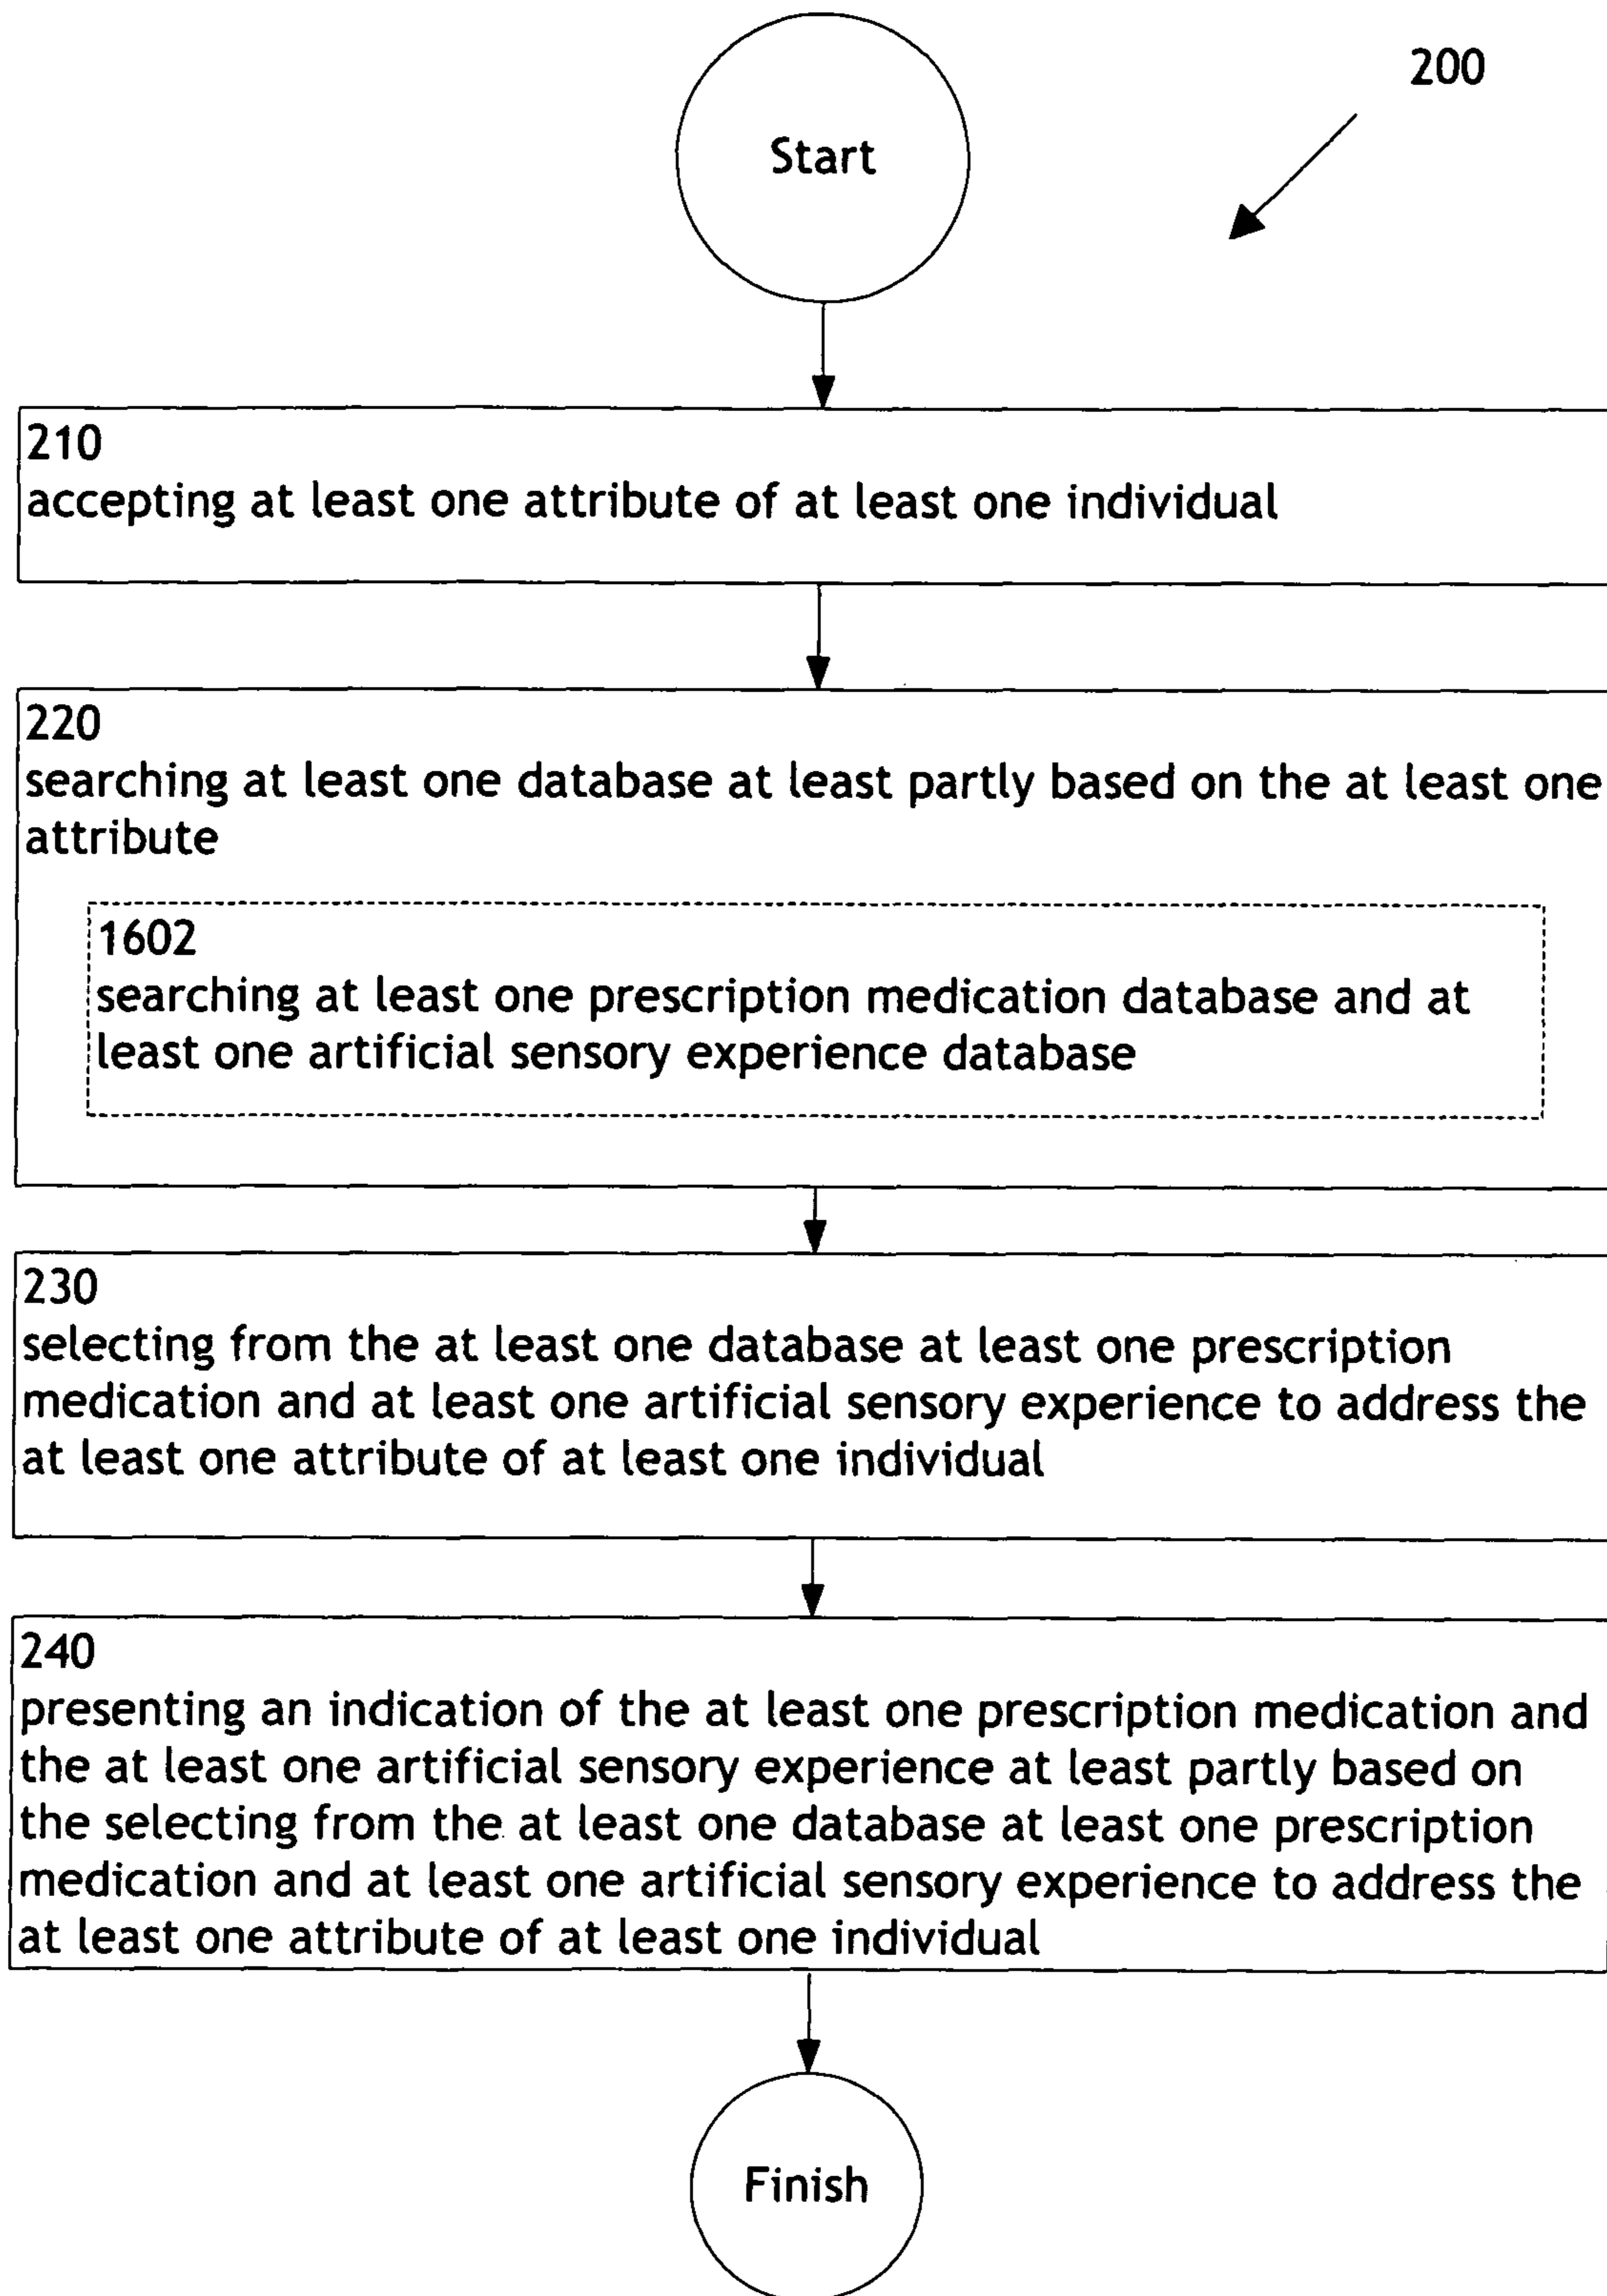 200
Start
210
accepting at least one attribute of at least one individual
220
searching at least one database at least partly based on the at least one
attribute
1602
searching at least one prescription medication database and at
least one artificial sensory experience database
230
selecting from the at least one database at least one prescription
medication and at least one artificial sensory experience to address the
at least one attribute of at least one individual
240
presenting an indication of the at least one prescription medication and
the at least one artificial sensory experience at least partly based on
the selecting from the at least one database at least one prescription
medication and at least one artificial sensory experience to address the
at least one attribute of at least one individual
Finish